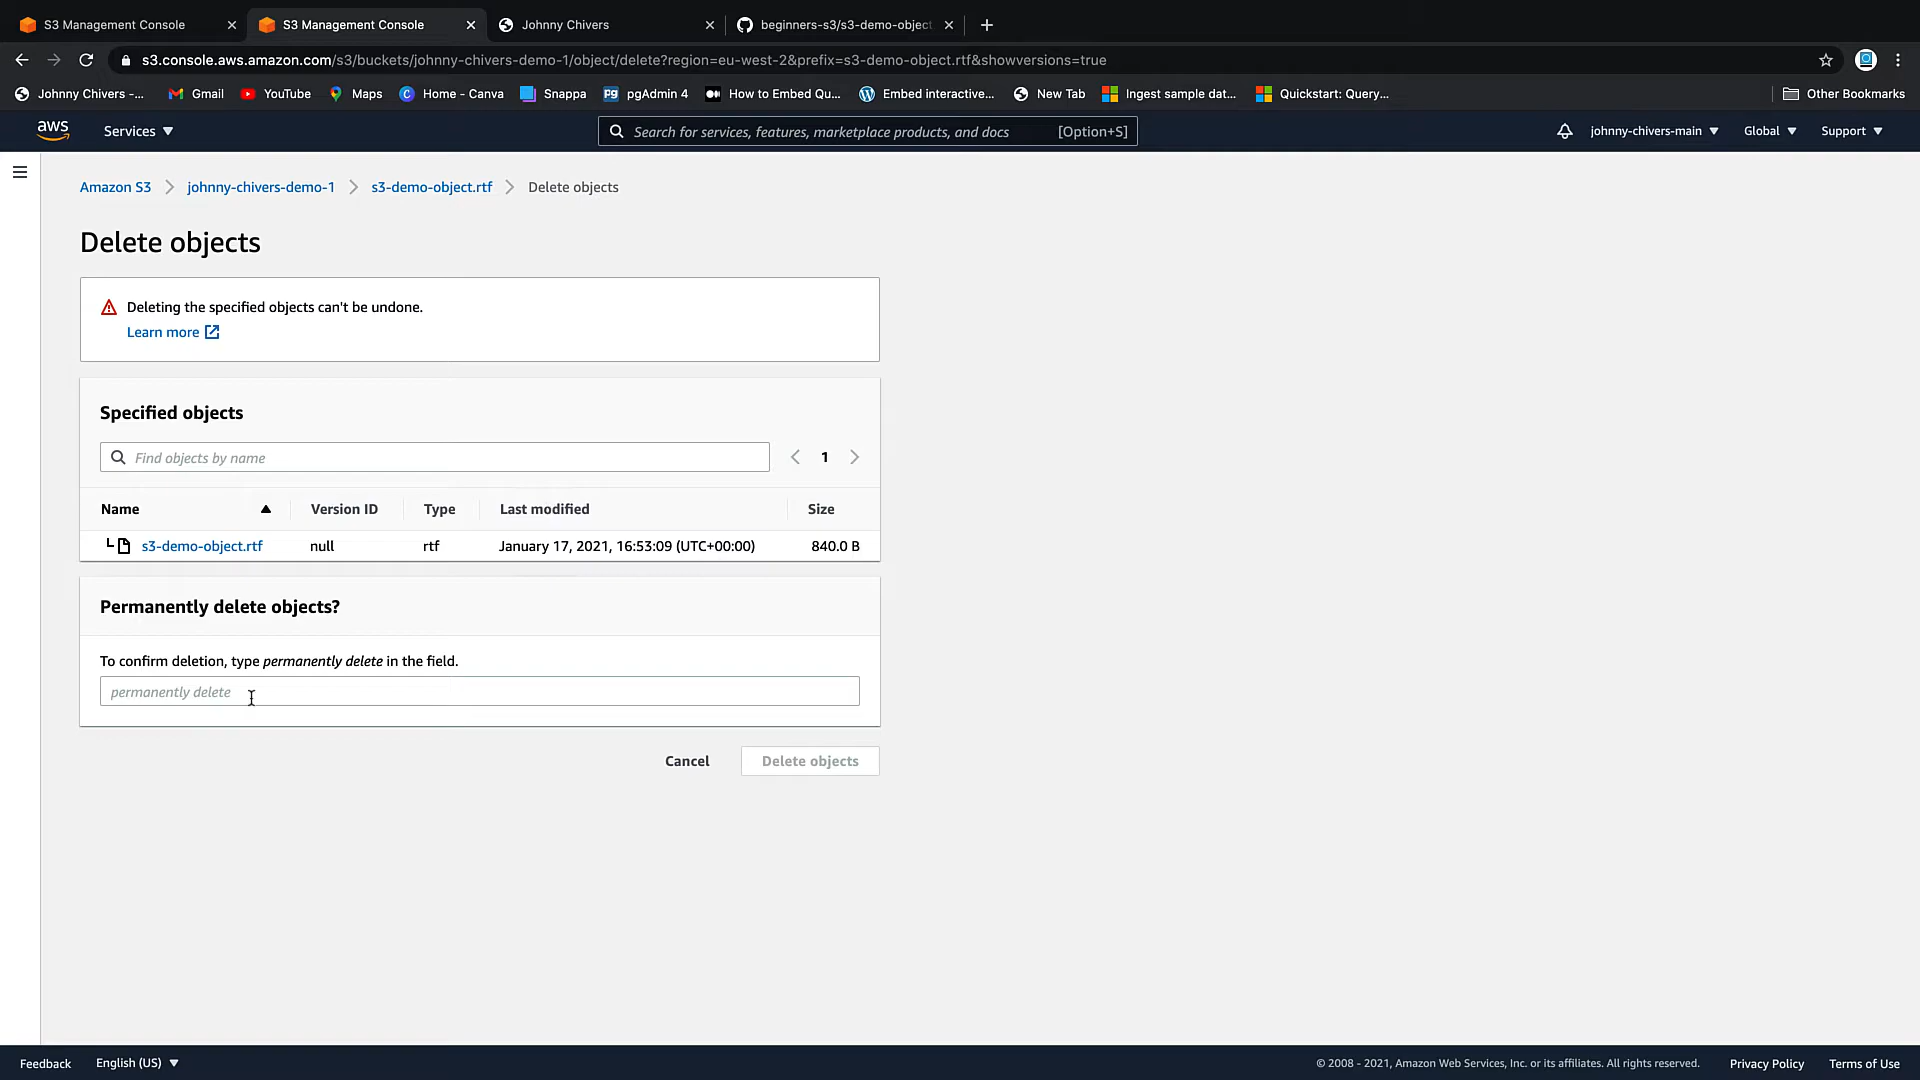 S3 Management Console
S3 Management Console
Johnny Chivers
beginners-s3/s3-demo-object
s3.console.aws.amazon.com/s3/buckets/johnny-chivers-demo-1/object/delete?region=eu-west-2&prefix=s3-demo-object.rtf&showversions=true
Johnny Chivers -... Gmail YouTube Maps Home - Canva Snappa pgAdmin 4 How to Embed Qu... Embed interactive... New Tab Ingest sample dat... Quickstart: Query... Other Bookmarks
aws Services Search for services, features, marketplace products, and docs [Option+S] johnny-chivers-main Global Support
Amazon S3 johnny-chivers-demo-1 s3-demo-object.rtf Delete objects
Delete objects
Deleting the specified objects can't be undone.
Learn more
Specified objects
Find objects by name 1
Name Version ID Type Last modified Size
s3-demo-object.rtf null rtf January 17, 2021, 16:53:09 (UTC+00:00) 840.0 B
Permanently delete objects?
To confirm deletion, type permanently delete in the field.
permanently delete
Cancel Delete objects
Feedback English (US) © 2008 - 2021, Amazon Web Services, Inc. or its affiliates. All rights reserved. Privacy Policy Terms of Use